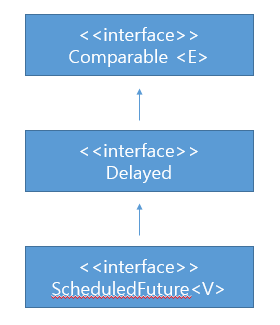 <<interface>>
Comparable <E>
<<interface>>
Delayed
<<interface>>
ScheduledFuture<V>